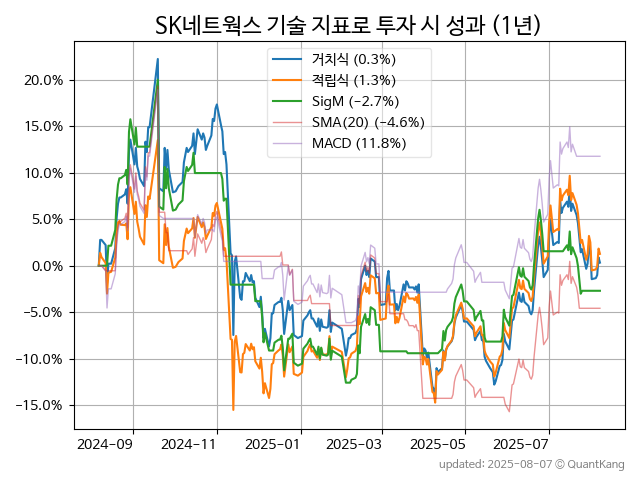 SK네트웍스 기술 지표로 투자 시 성과 (1년)
거치식 (0.3%)
적립식 (1.3%)
SigM (−2.7%)
SMA(20) (−4.6%)
MACD (11.8%)
20.0%
15.0%
10.0%
5.0%
0.0%
−5.0%
−10.0%
−15.0%
2024-09 2024-11 2025-01 2025-03 2025-05 2025-07
updated: 2025-08-07 © QuantKang